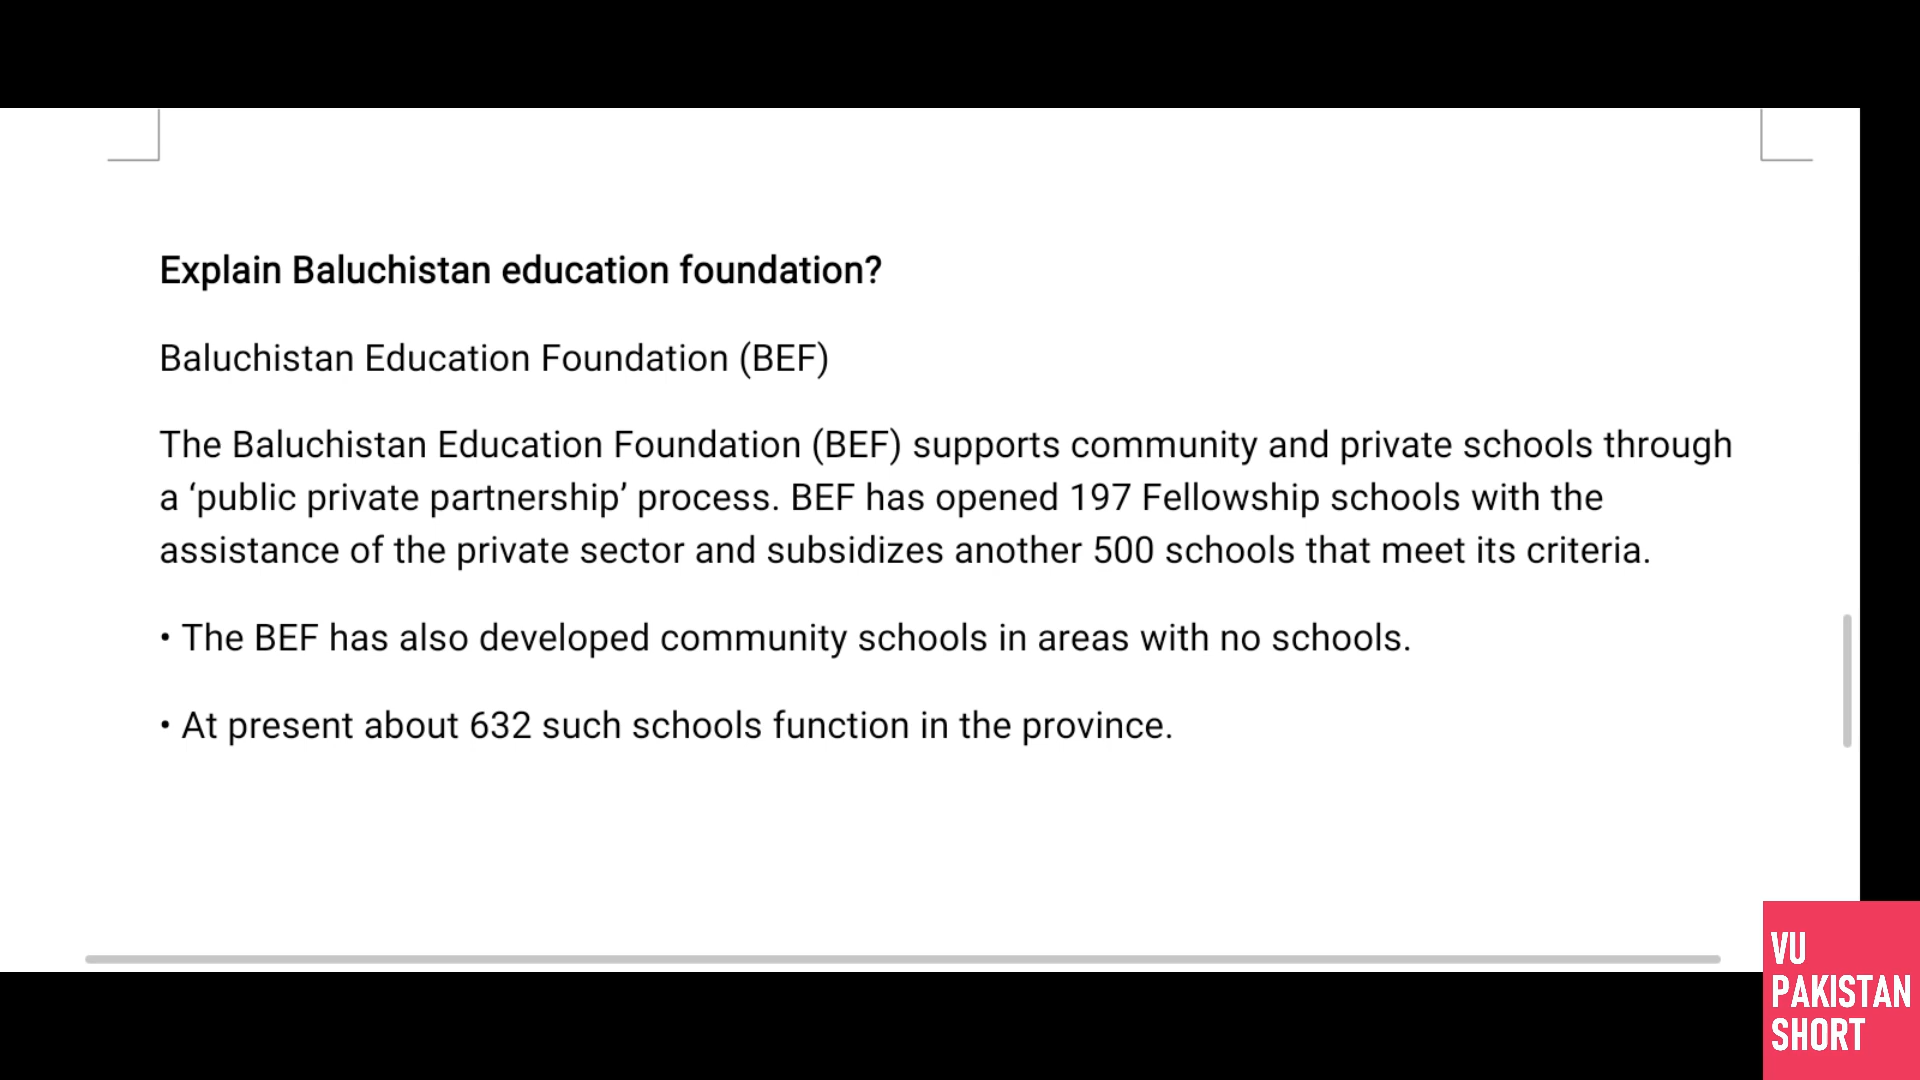 Explain Baluchistan education foundation?
Baluchistan Education Foundation (BEF)
The Baluchistan Education Foundation (BEF) supports community and private schools through
a ‘public private partnership’ process. BEF has opened 197 Fellowship schools with the
assistance of the private sector and subsidizes another 500 schools that meet its criteria.
• The BEF has also developed community schools in areas with no schools.
• At present about 632 such schools function in the province.
VU
PAKISTAN
SHORT